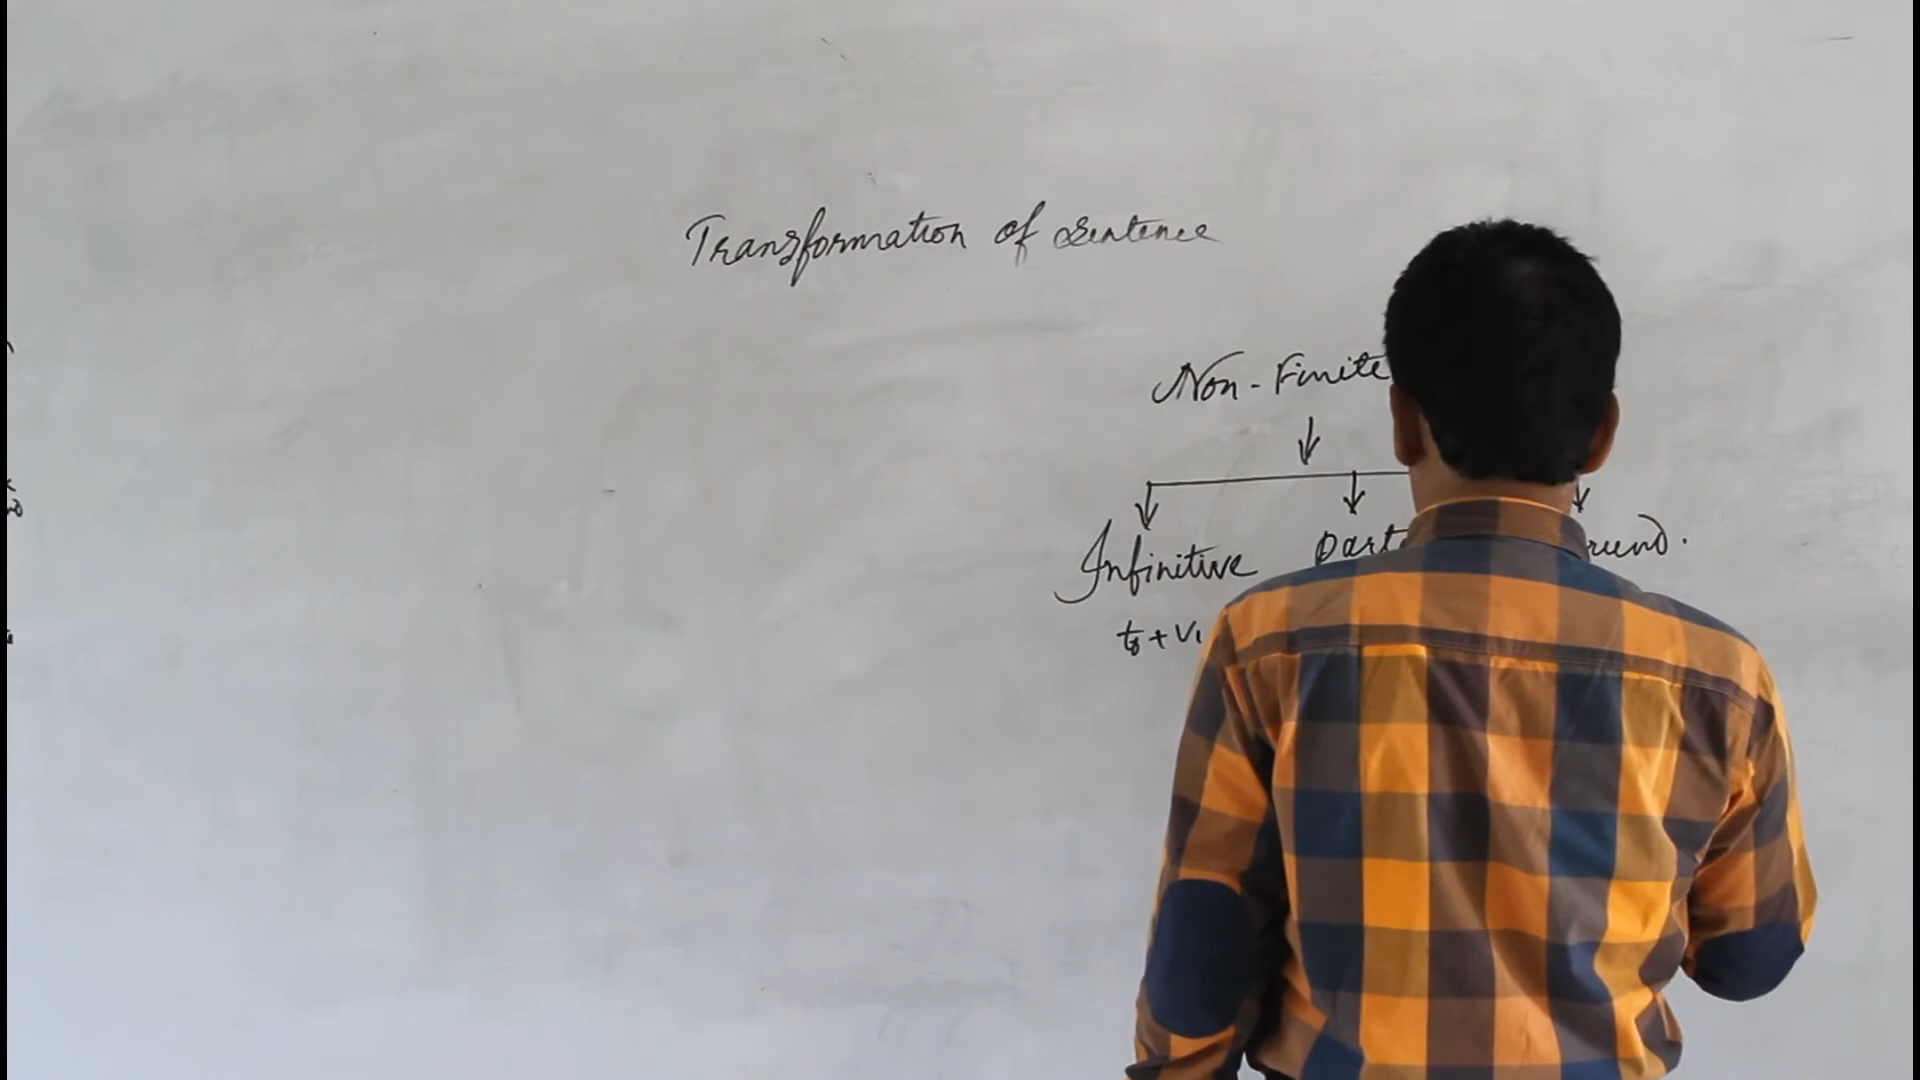 Transformation of sentence
Non-Finite
Infinitive
to + V1